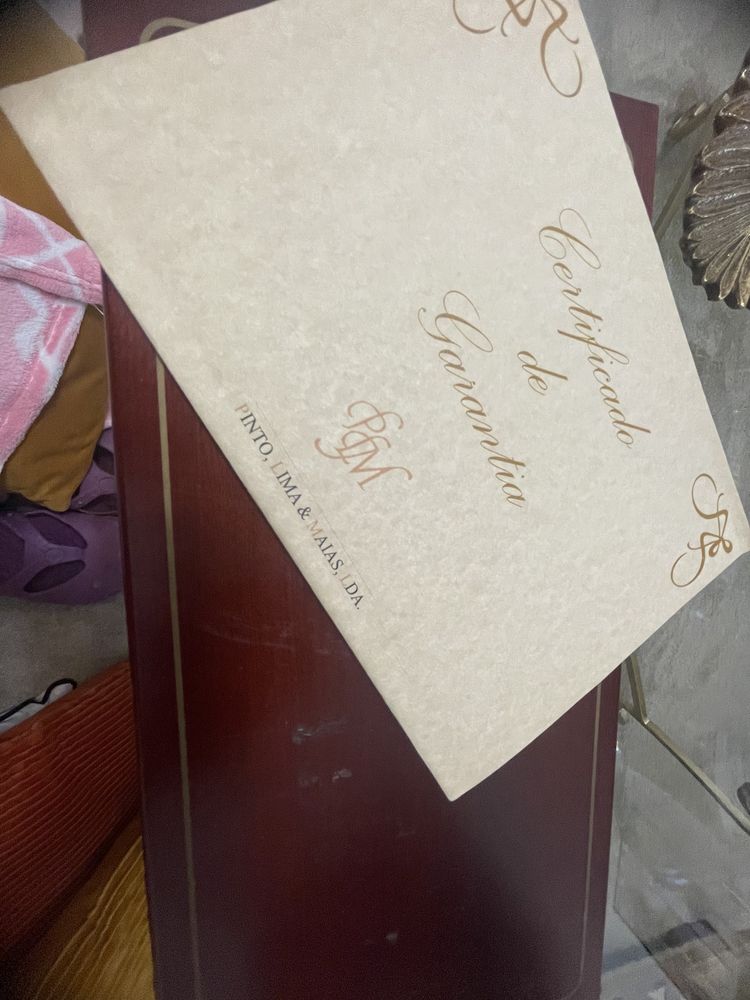 Certificado
de
Garantia
PLM
PINTO, LIMA & MAIAS, LDA.